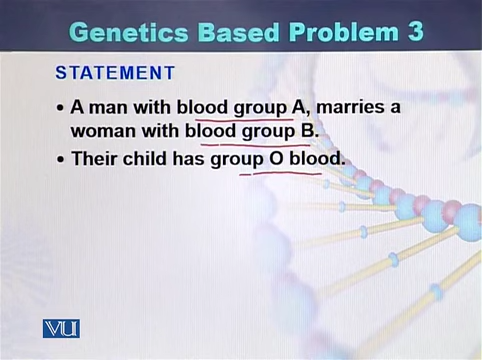 Genetics Based Problem 3
STATEMENT
• A man with blood group A, marries a
woman with blood group B.
• Their child has group O blood.
VU